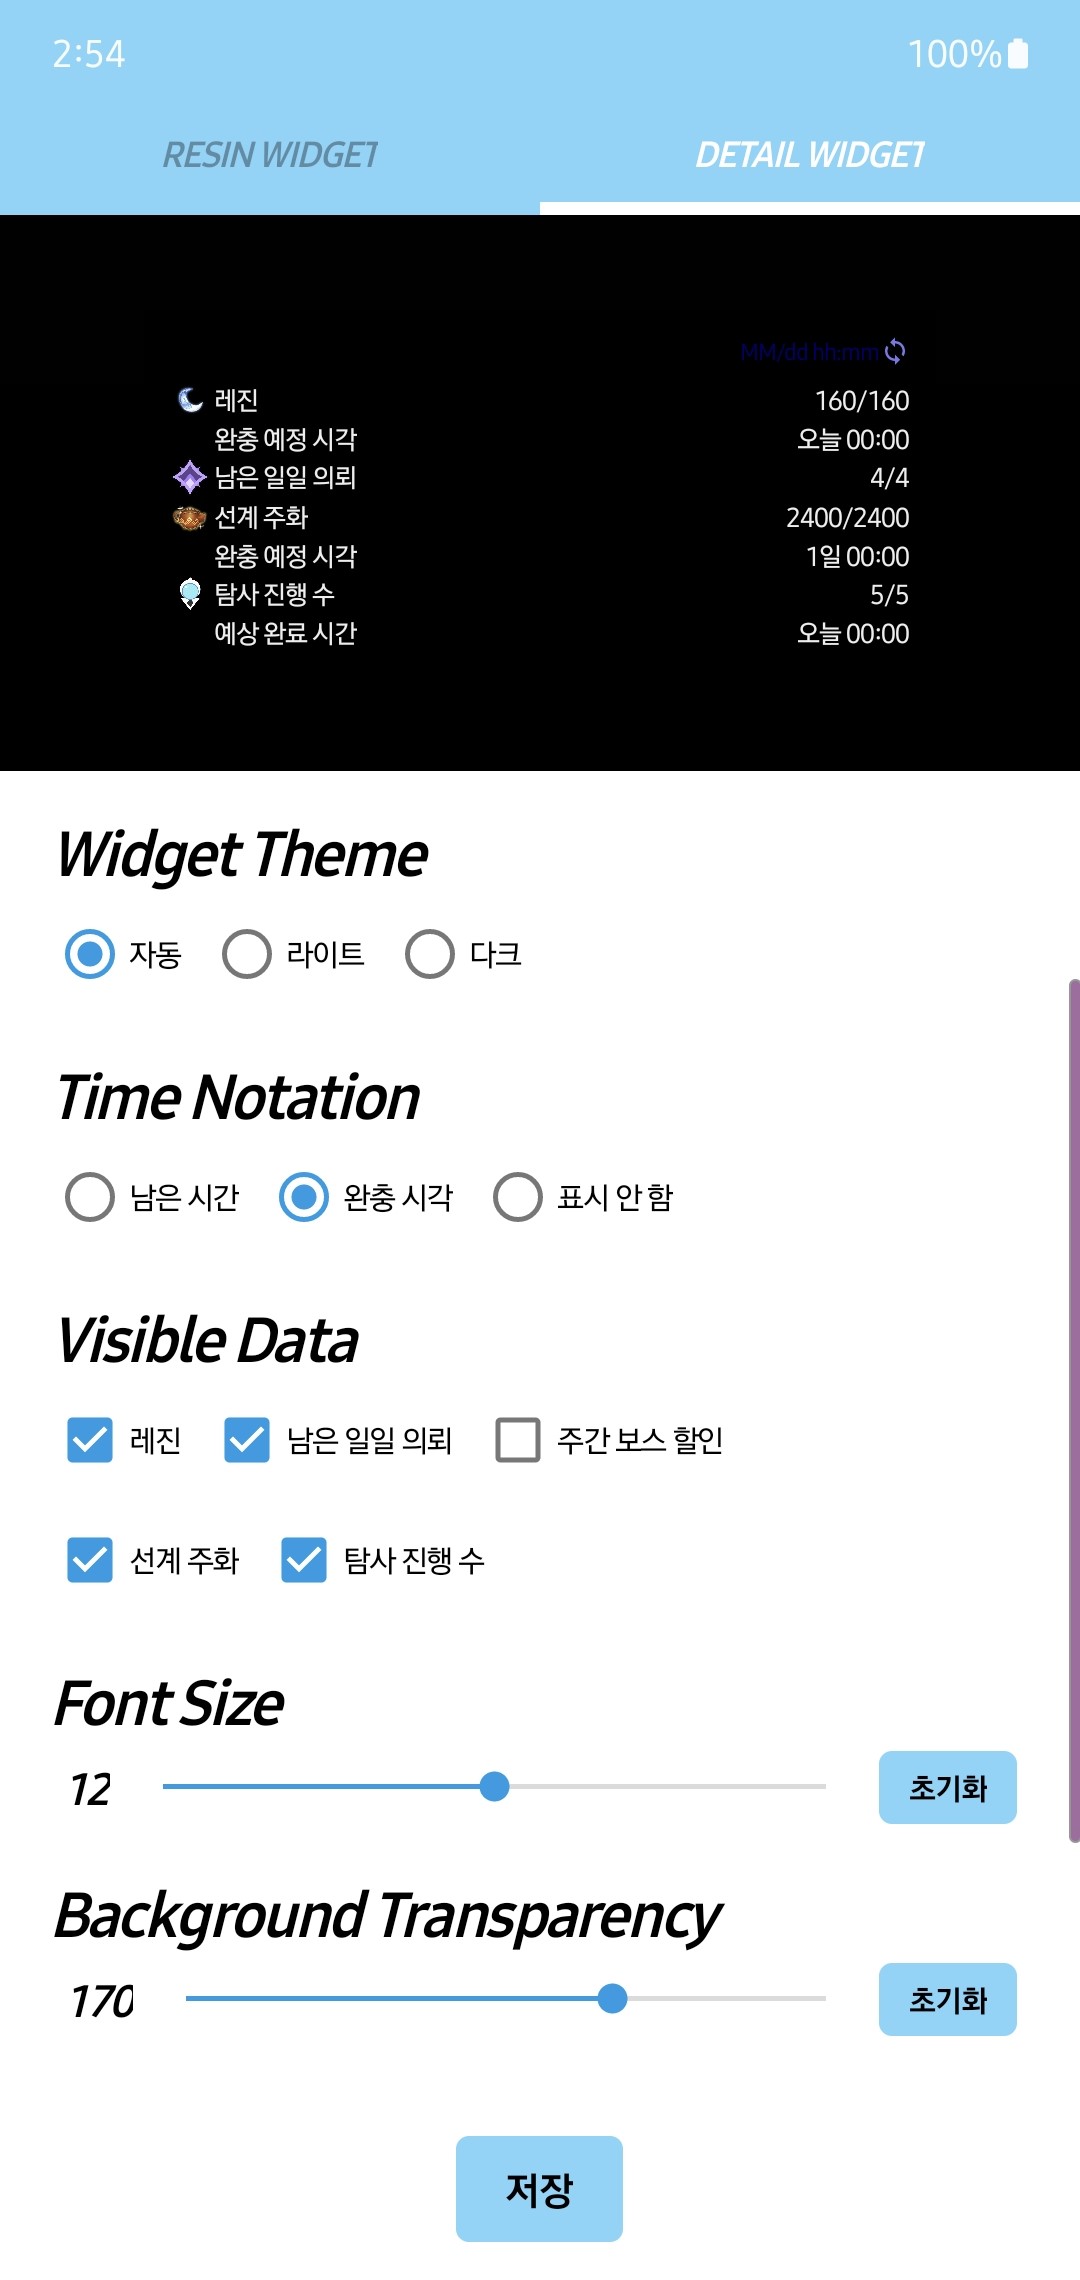 2:54 100%
RESIN WIDGET DETAIL WIDGET
MM/dd hh:mm
레진 160/160
완충 예정 시각 오늘 00:00
남은 일일 의뢰 4/4
선계 주화 2400/2400
완충 예정 시각 1일 00:00
탐사 진행 수 5/5
예상 완료 시간 오늘 00:00
Widget Theme
자동 라이트 다크
Time Notation
남은 시간 완충 시각 표시 안 함
Visible Data
레진 남은 일일 의뢰 주간 보스 할인
선계 주화 탐사 진행 수
Font Size
12 초기화
Background Transparency
170 초기화
저장